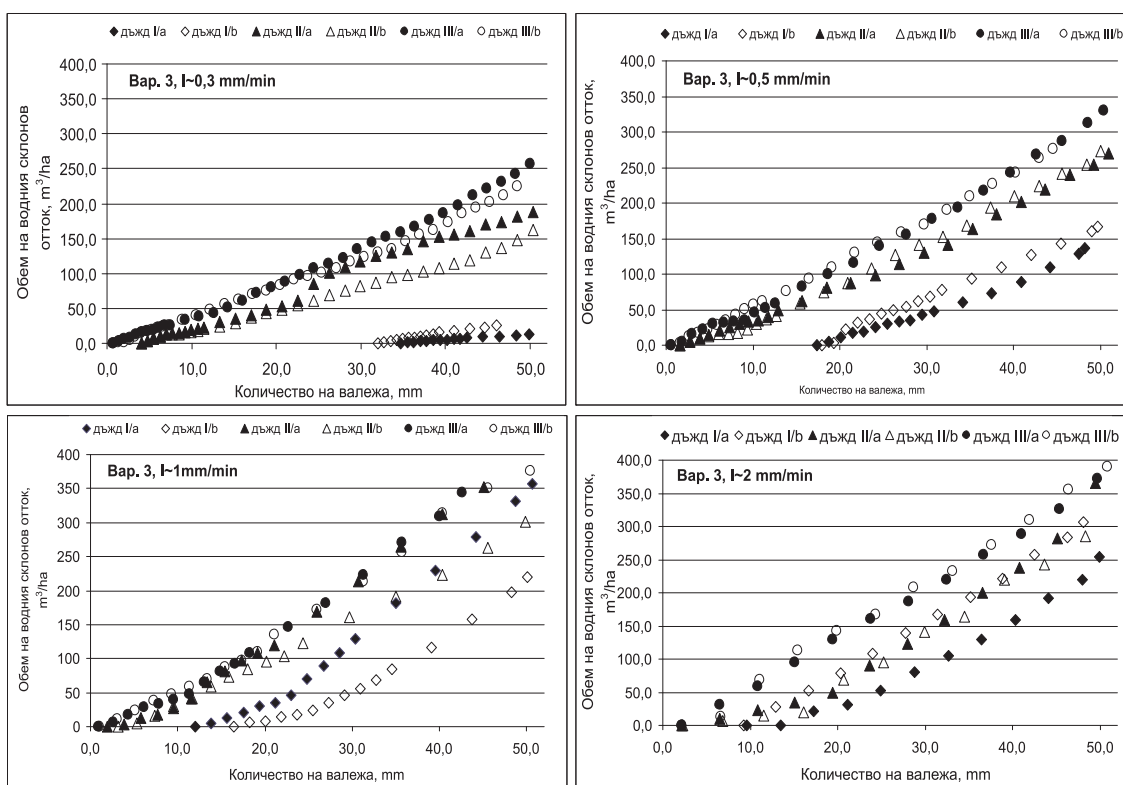 дъжд I/a дъжд I/b дъжд II/a дъжд II/b дъжд III/a дъжд III/b
Вар. 3, I~0,3 mm/min
Обем на водния склонов
отток, m³/ha
400,0
350,0
300,0
250,0
200,0
150,0
100,0
50,0
0,0
0,0 10,0 20,0 30,0 40,0 50,0
Количество на валежа, mm
дъжд I/a дъжд I/b дъжд II/a дъжд II/b дъжд III/a дъжд III/b
Вар. 3, I~0,5 mm/min
Обем на водния склонов отток,
m³/ha
400,0
350,0
300,0
250,0
200,0
150,0
100,0
50,0
0,0
0,0 10,0 20,0 30,0 40,0 50,0
Количество на валежа, mm
дъжд I/a дъжд I/b дъжд II/a дъжд II/b дъжд III/a дъжд III/b
Вар. 3, I~1mm/min
Обем на водния склонов отток,
m³/ha
400
350
300
250
200
150
100
50
0
0,0 10,0 20,0 30,0 40,0 50,0
Количество на валежа, mm
дъжд I/a дъжд I/b дъжд II/a дъжд II/b дъжд III/a дъжд III/b
Вар. 3, I~2 mm/min
Обем на водния склонов отток,
m³/ha
400,0
350,0
300,0
250,0
200,0
150,0
100,0
50,0
0,0
0,0 10,0 20,0 30,0 40,0 50,0
Количество на валежа, mm